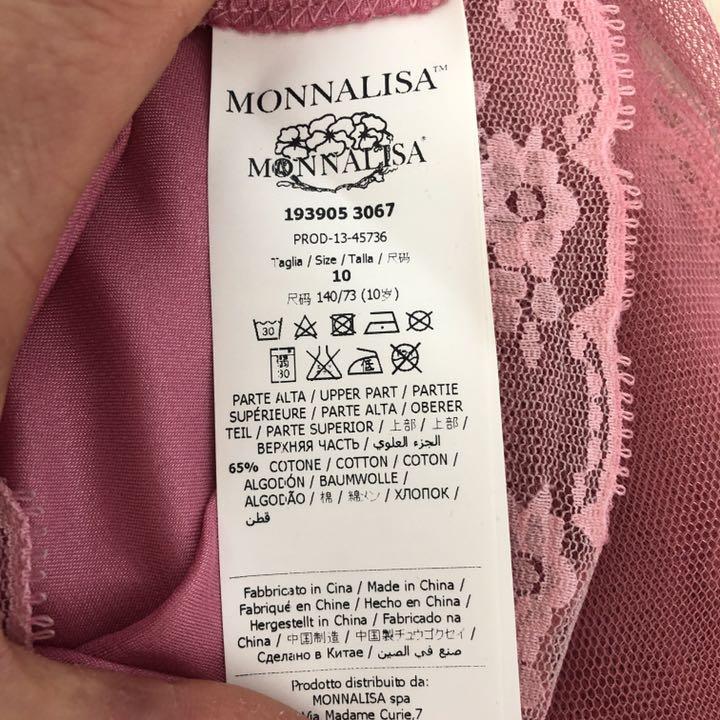 MONNALISA™
MONNALISA
193905 3067
PROD-13-45736
Taglia / Size / Talla / 尺码
10
尺码 140/73 (10岁)
30
30
PARTE ALTA / UPPER PART / PARTIE
SUPÉRIEURE / PARTE ALTA / OBERER
TEIL / PARTE SUPERIOR / 上部 / 上部 /
ВЕРХНЯЯ ЧАСТЬ / الجزء العلوي
65% COTONE / COTTON / COTON /
ALGODÓN / BAUMWOLLE /
ALGODÃO / 棉 / 綿メン / ХЛОПОК /
قطن
Fabbricato in Cina / Made in China /
Fabriqué en Chine / Hecho en China /
Hergestellt in China / Fabricado na
China / 中国制造 / 中国製チュウゴクセイ /
Сделано в Китае / صنع في الصين
Prodotto distribuito da:
MONNALISA spa
Via Madame Curie,7